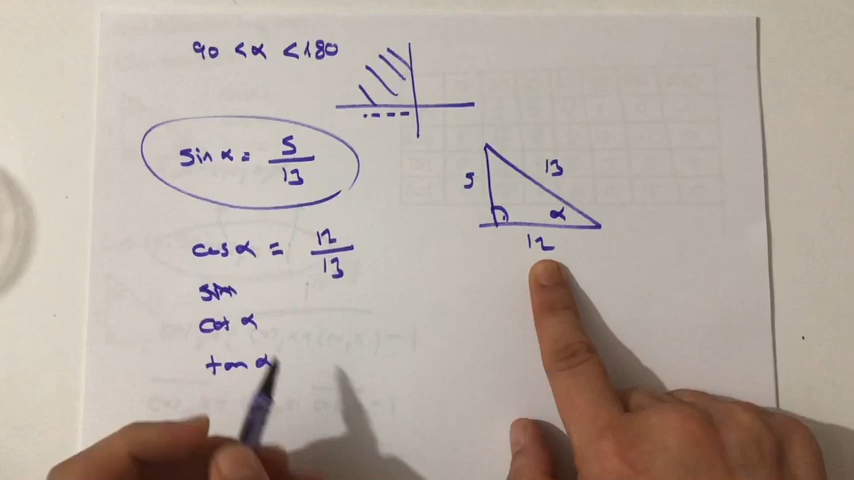 90 < α < 180
sin α = 5/13
13
5
α
12
cos α = 12/13
sin
cot α
tan α